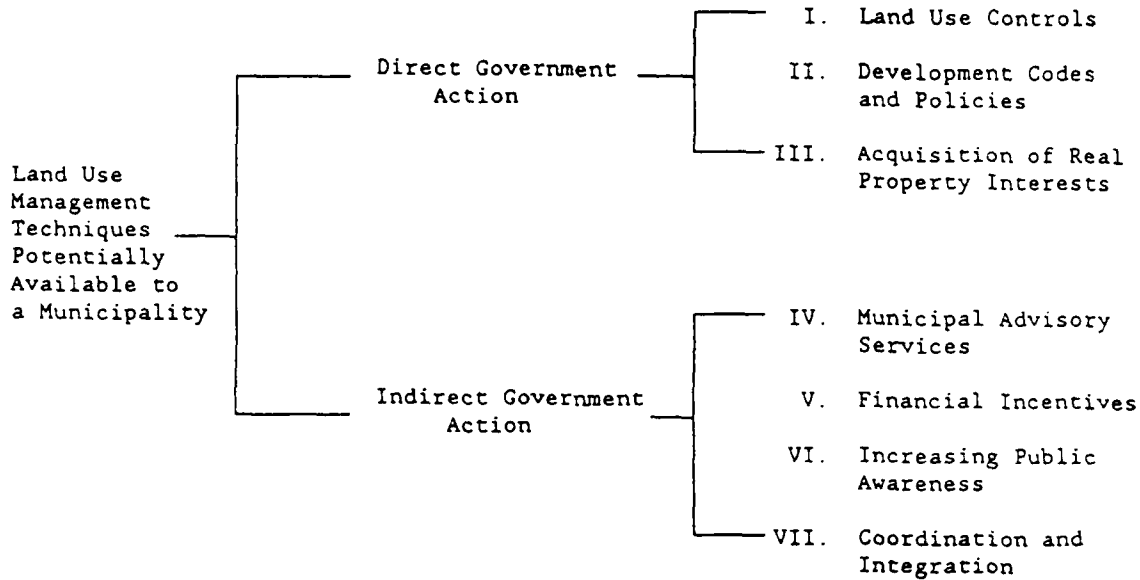 Land Use
Management
Techniques
Potentially
Available to
a Municipality
Direct Government
Action
I. Land Use Controls
II. Development Codes
and Policies
III. Acquisition of Real
Property Interests
Indirect Government
Action
IV. Municipal Advisory
Services
V. Financial Incentives
VI. Increasing Public
Awareness
VII. Coordination and
Integration